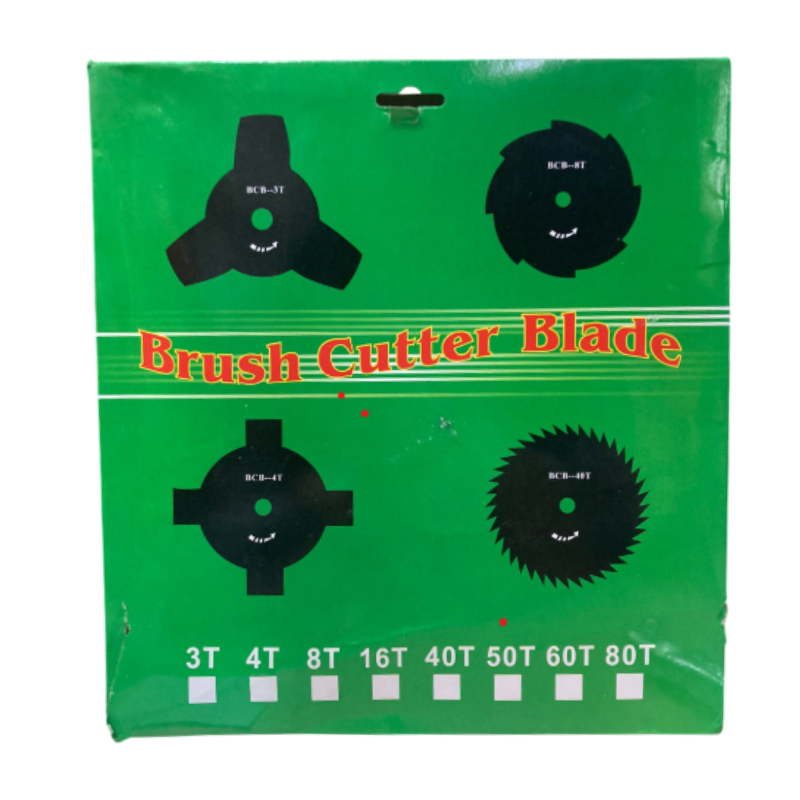 BCB--3T
BCB--8T
Brush Cutter Blade
BCB--4T
BCB--40T
3T 4T 8T 16T 40T 50T 60T 80T